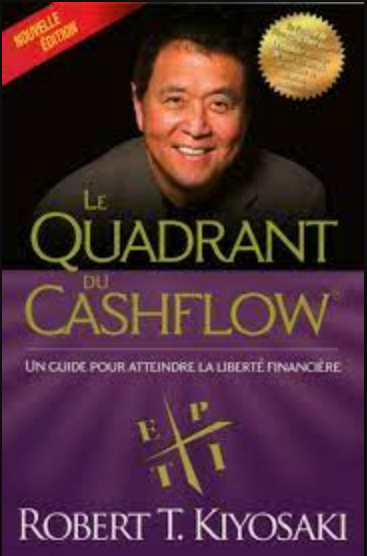 NOUVELLE
ÉDITION
LE
QUADRANT
DU
CASHFLOW®
UN GUIDE POUR ATTEINDRE LA LIBERTÉ FINANCIÈRE
E P
T I
ROBERT T. KIYOSAKI